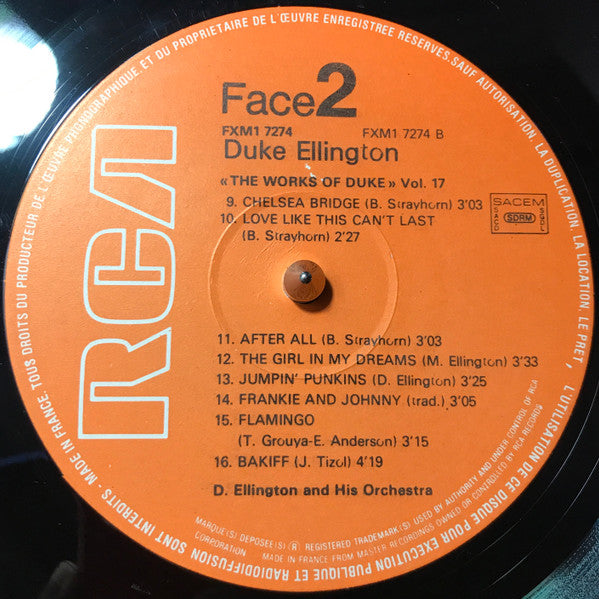 TOUS DROITS DU PRODUCTEUR DE L'ŒUVRE PHONOGRAPHIQUE ET DU PROPRIETAIRE DE L'ŒUVRE ENREGISTREE RESERVES. SAUF AUTORISATION, LA DUPLICATION, LA LOCATION, LE PRET, L'UTILISATION DE CE DISQUE POUR EXECUTION PUBLIQUE ET RADIODIFFUSION SONT INTERDITS - MADE IN FRANCE.
RCA
Face 2
FXM1 7274 FXM1 7274 B
Duke Ellington
«THE WORKS OF DUKE» Vol. 17
9. CHELSEA BRIDGE (B. Strayhorn) 3'03
10. LOVE LIKE THIS CAN'T LAST
(B. Strayhorn) 2'27
SACEM
SACD
SDRM
SGDL
11. AFTER ALL (B. Strayhorn) 3'03
12. THE GIRL IN MY DREAMS (M. Ellington) 3'33
13. JUMPIN' PUNKINS (D. Ellington) 3'25
14. FRANKIE AND JOHNNY (trad.) 3'05
15. FLAMINGO
(T. Grouya-E. Anderson) 3'15
16. BAKIFF (J. Tizol) 4'19
D. Ellington and His Orchestra
MARQUE(S) DEPOSEE(S) ® REGISTERED TRADEMARK(S) USED BY AUTHORITY AND UNDER CONTROL OF RCA
CORPORATION MADE IN FRANCE FROM MASTER RECORDINGS OWNED OR CONTROLLED BY RCA RECORDS